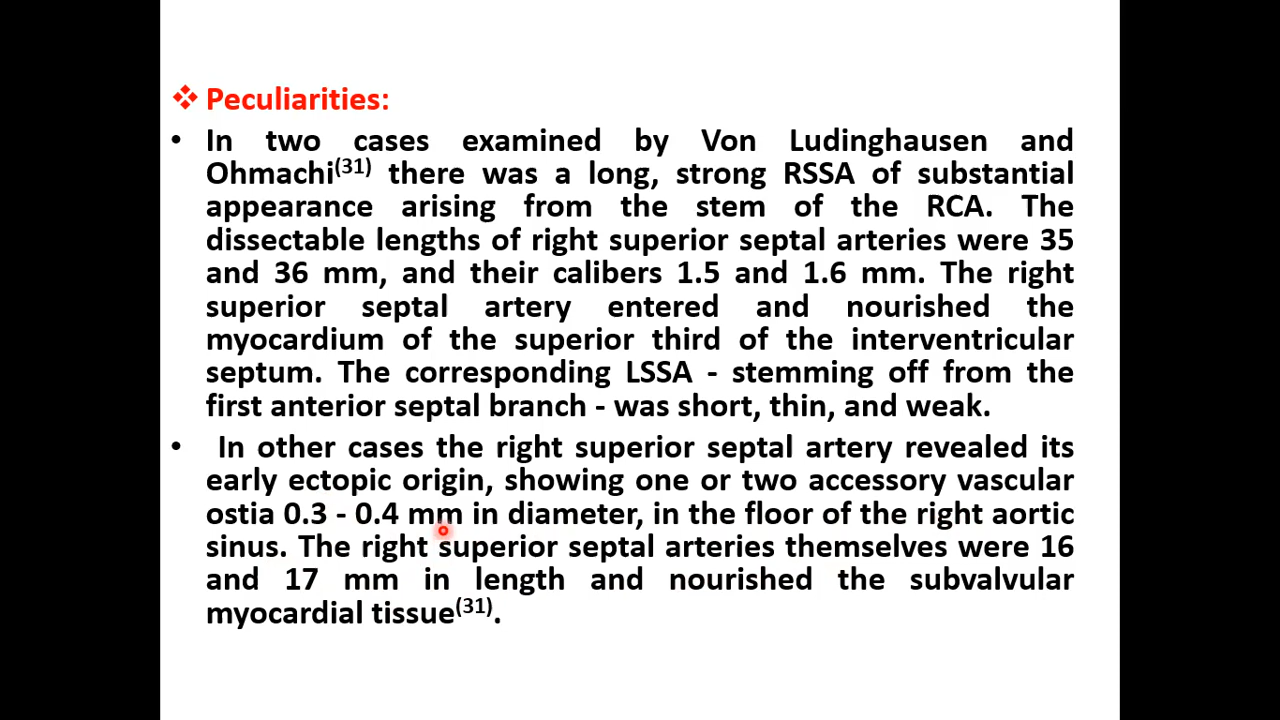 ❖ Peculiarities:
• In two cases examined by Von Ludinghausen and
Ohmachi(31) there was a long, strong RSSA of substantial
appearance arising from the stem of the RCA. The
dissectable lengths of right superior septal arteries were 35
and 36 mm, and their calibers 1.5 and 1.6 mm. The right
superior septal artery entered and nourished the
myocardium of the superior third of the interventricular
septum. The corresponding LSSA - stemming off from the
first anterior septal branch - was short, thin, and weak.
• In other cases the right superior septal artery revealed its
early ectopic origin, showing one or two accessory vascular
ostia 0.3 - 0.4 mm in diameter, in the floor of the right aortic
sinus. The right superior septal arteries themselves were 16
and 17 mm in length and nourished the subvalvular
myocardial tissue(31).